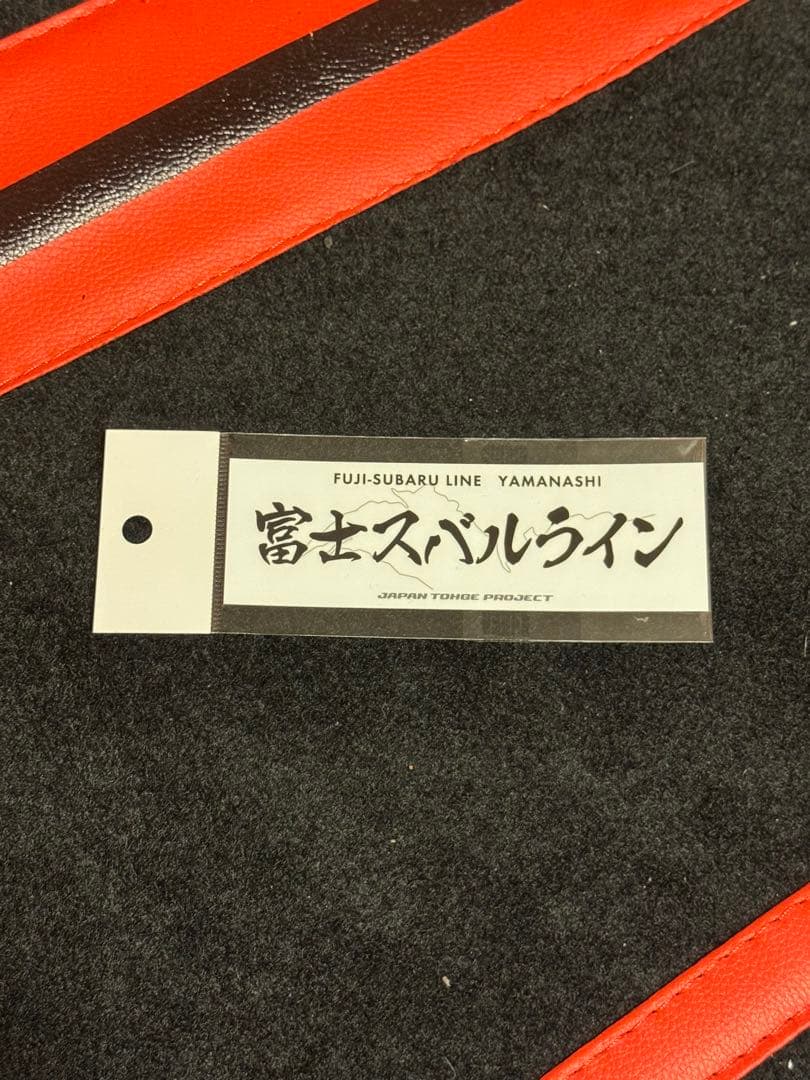 FUJI-SUBARU LINE YAMANASHI
富士スバルライン
JAPAN TOHGE PROJECT